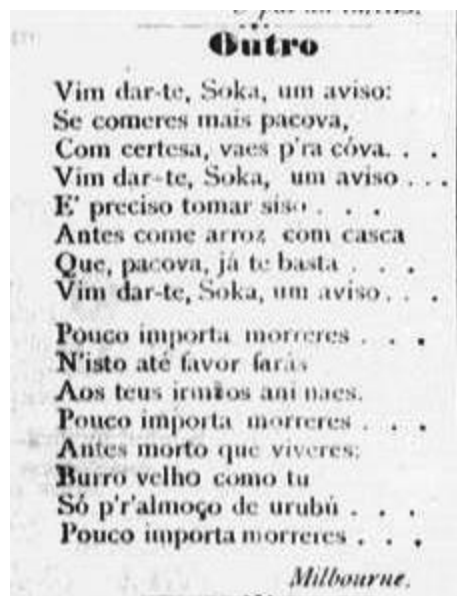 Outro
Vim dar-te, Soka, um aviso:
Se comeres mais pacova,
Com certesa, vaes p'ra cóva. . .
Vim dar-te, Soka, um aviso . . .
E' preciso tomar siso . . .
Antes come arroz com casca
Que, pacova, já te basta . . .
Vim dar-te, Soka, um aviso. . .
Pouco importa morreres . . .
N'isto até favor farás
Aos teus irmãos animaes.
Pouco importa morreres . . .
Antes morto que viveres;
Burro velho como tu
Só p'r'almoço de urubú . . .
Pouco importa morreres . . .
Milbourne.